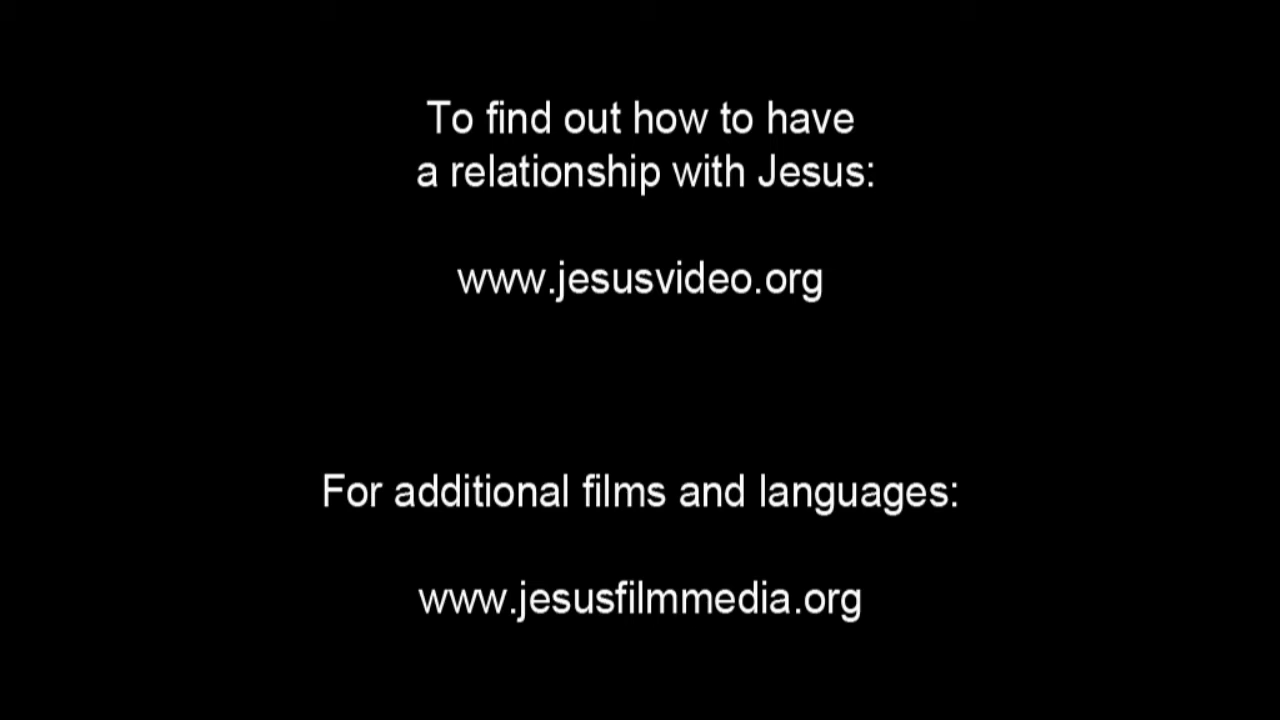 To find out how to have
a relationship with Jesus:
www.jesusvideo.org
For additional films and languages:
www.jesusfilmmedia.org